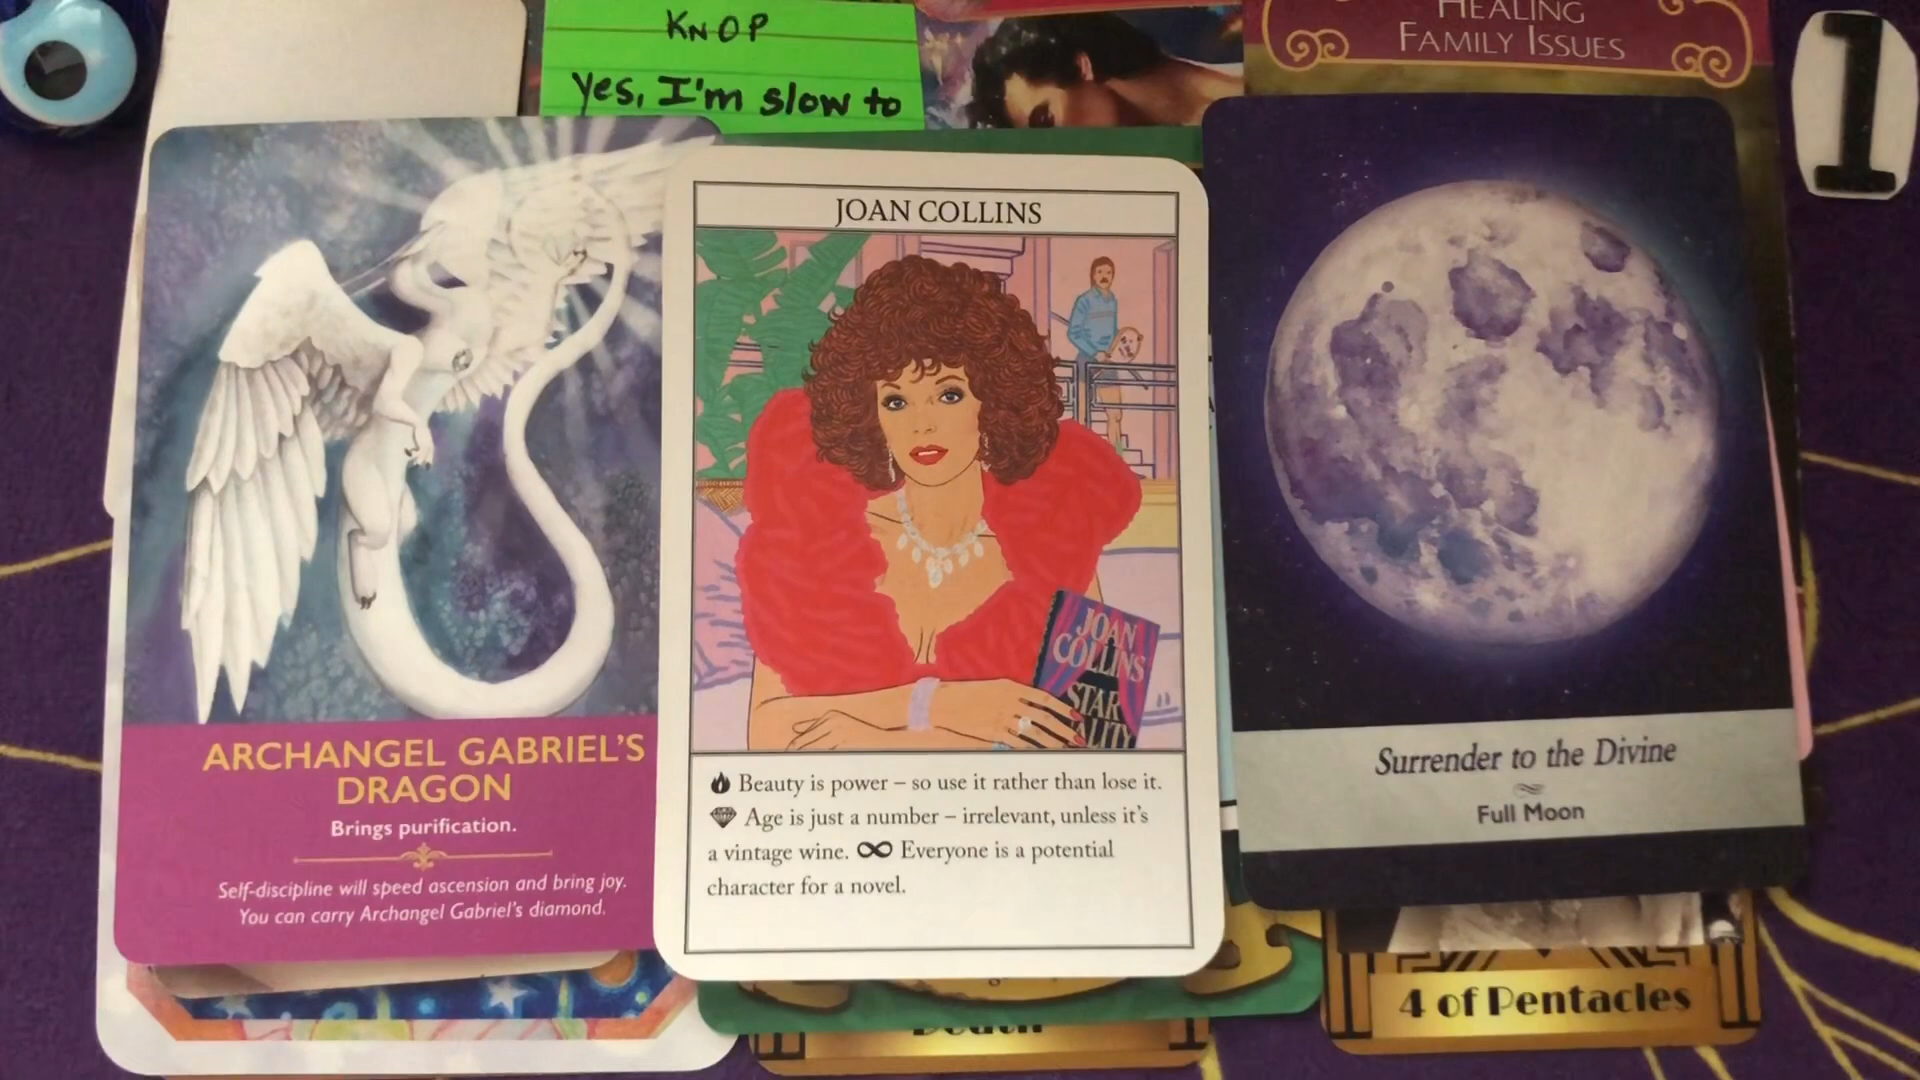 KNOP
yes, I'm slow to
HEALING
FAMILY ISSUES
1
JOAN COLLINS
JOAN
COLLINS
STAR
ALITY
ARCHANGEL GABRIEL'S
DRAGON
Brings purification.
Self-discipline will speed ascension and bring joy.
You can carry Archangel Gabriel's diamond.
Beauty is power – so use it rather than lose it.
Age is just a number – irrelevant, unless it's
a vintage wine. ∞ Everyone is a potential
character for a novel.
Surrender to the Divine
Full Moon
Death
4 of Pentacles